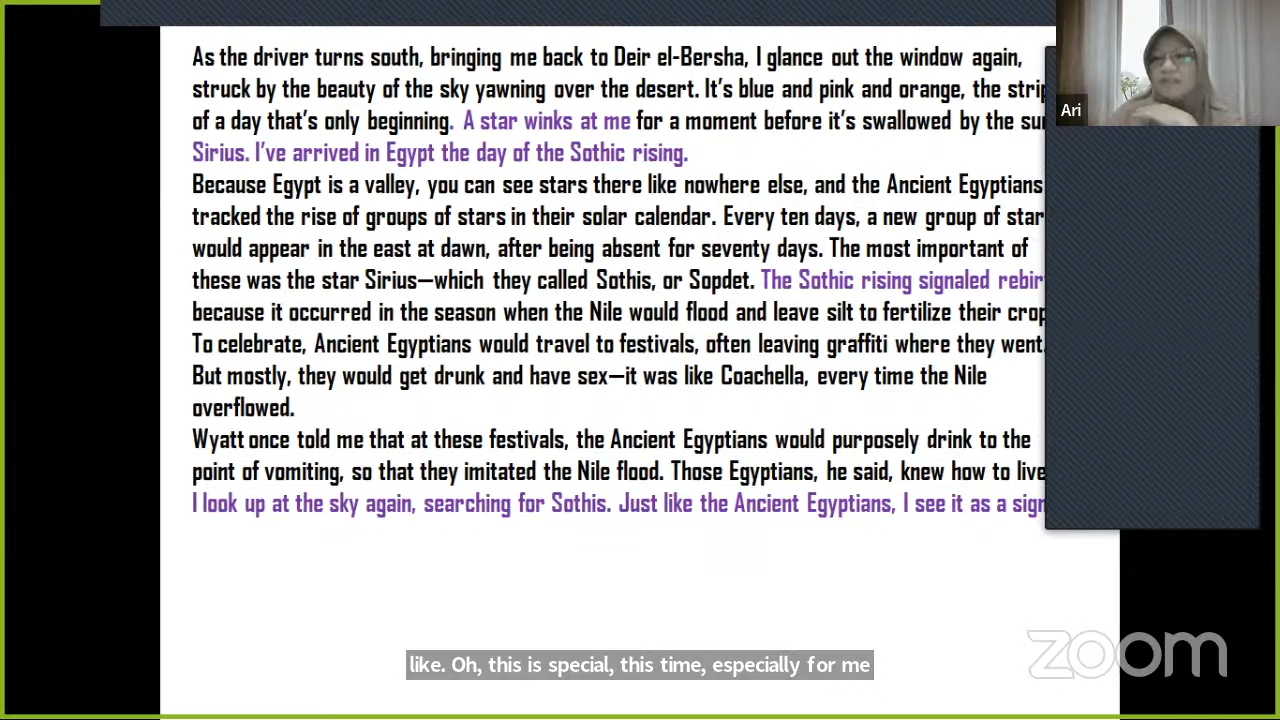 As the driver turns south, bringing me back to Deir el-Bersha, I glance out the window again,
struck by the beauty of the sky yawning over the desert. It's blue and pink and orange, the strip
of a day that's only beginning. A star winks at me for a moment before it's swallowed by the
Sirius. I've arrived in Egypt the day of the Sothic rising.
Because Egypt is a valley, you can see stars there like nowhere else, and the Ancient Egyptians
tracked the rise of groups of stars in their solar calendar. Every ten days, a new group of star
would appear in the east at dawn, after being absent for seventy days. The most important of
these was the star Sirius—which they called Sothis, or Sopdet. The Sothic rising signaled
because it occurred in the season when the Nile would flood and leave silt to fertilize their crop
To celebrate, Ancient Egyptians would travel to festivals, often leaving graffiti where they went.
But mostly, they would get drunk and have sex—it was like Coachella, every time the Nile
overflowed.
Wyatt once told me that at these festivals, the Ancient Egyptians would purposely drink to the
point of vomiting, so that they imitated the Nile flood. Those Egyptians, he said, knew how to live
I look up at the sky again, searching for Sothis. Just like the Ancient Egyptians, I see it as a sign
like. Oh, this is special, this time, especially for me
Ari
zoom